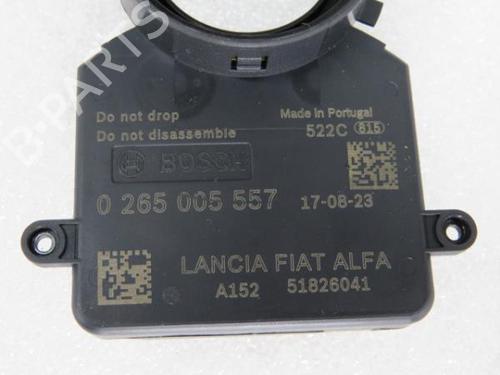 Do not drop
Made in Portugal
Do not disassemble
522C 815
BOSCH
0 265 005 557
17-08-23
LANCIA FIAT ALFA
A152 51826041